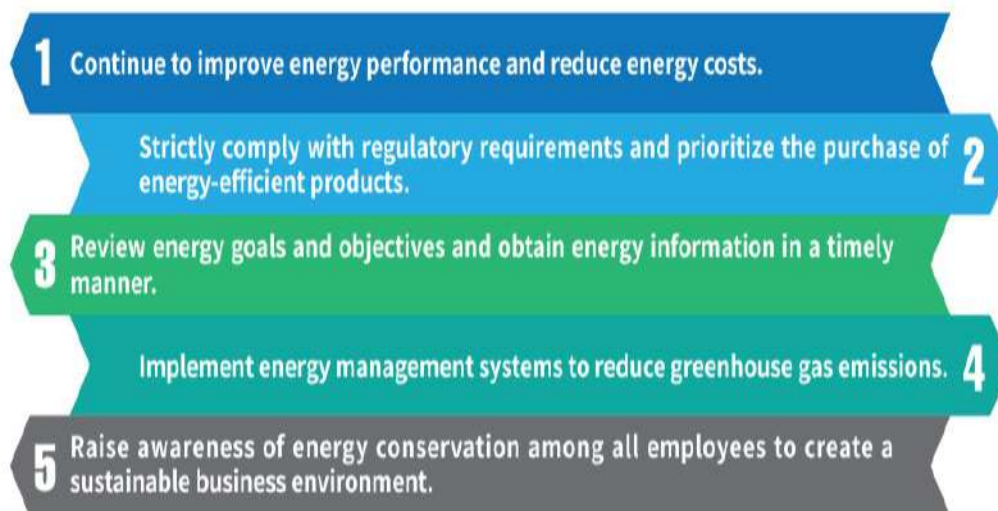 1 Continue to improve energy performance and reduce energy costs.
Strictly comply with regulatory requirements and prioritize the purchase of 2
energy-efficient products.
3 Review energy goals and objectives and obtain energy information in a timely
manner.
Implement energy management systems to reduce greenhouse gas emissions. 4
5 Raise awareness of energy conservation among all employees to create a
sustainable business environment.